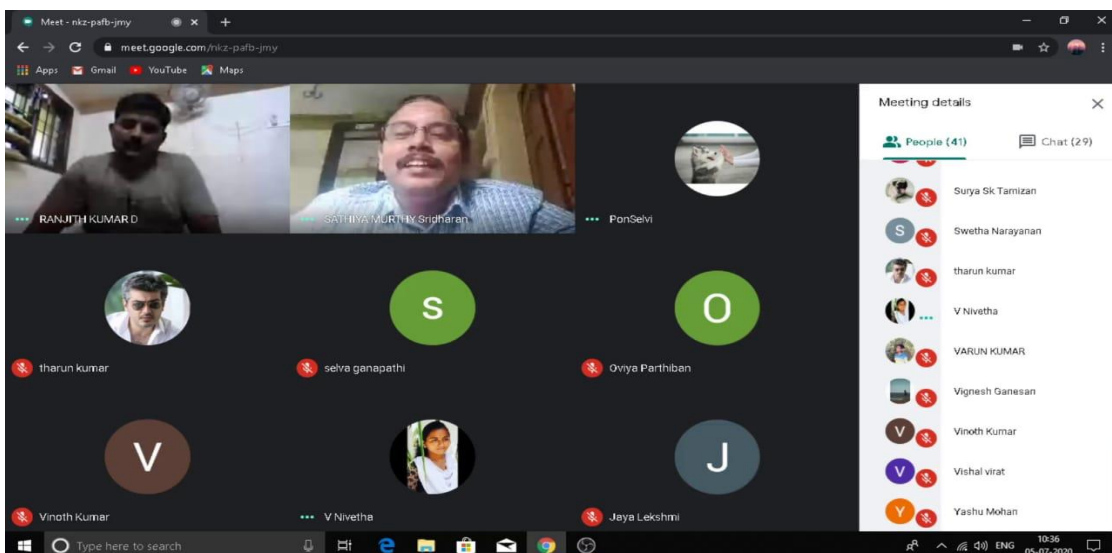 Meet - nkz-pafb-jmy
meet.google.com/nkz-pafb-jmy
Apps Gmail YouTube Maps
RANJITH KUMAR D
SATHIYA MURTHY Sridharan
PonSelvi
tharun kumar
S
selva ganapathi
O
Oviya Parthiban
V
Vinoth Kumar
V Nivetha
J
Jaya Lekshmi
Meeting details
People (41) Chat (29)
Surya Sk Tamizan
S Swetha Narayanan
tharun kumar
V Nivetha
VARUN KUMAR
Vignesh Ganesan
V Vinoth Kumar
V Vishal virat
Y Yashu Mohan
Type here to search
ENG
10:36
05-07-2020